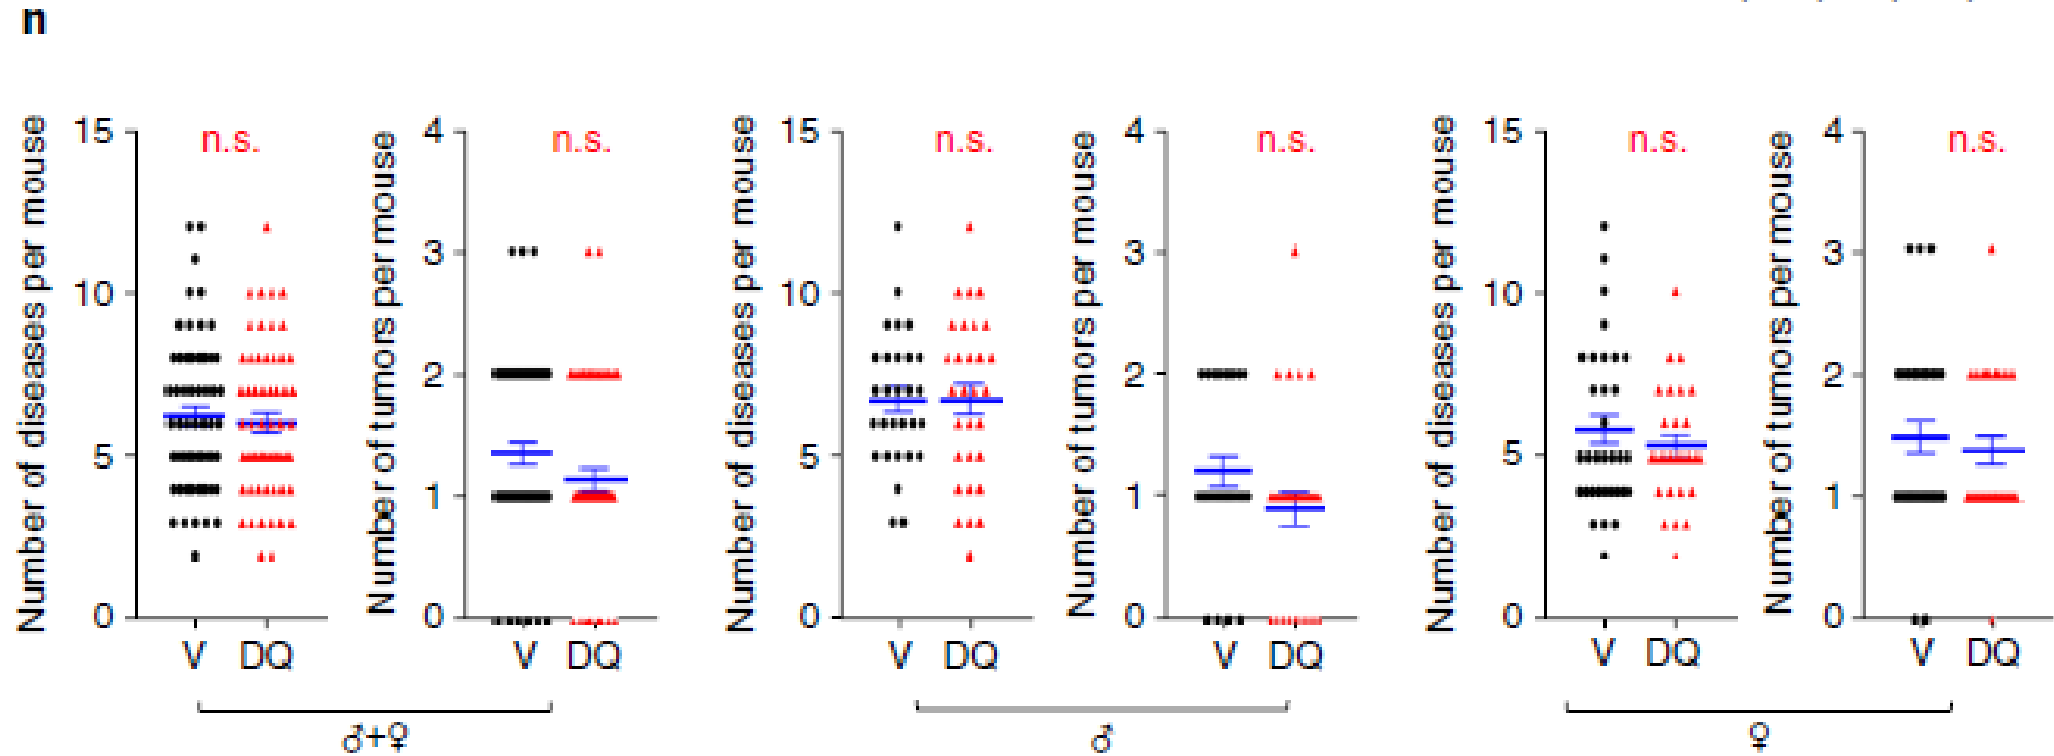 n
Number of diseases per mouse
15
10
5
0
n.s.
V DQ
Number of tumors per mouse
4
3
2
1
0
n.s.
V DQ
♂+♀
Number of diseases per mouse
15
10
5
0
n.s.
V DQ
Number of tumors per mouse
4
3
2
1
0
n.s.
V DQ
♂
Number of diseases per mouse
15
10
5
0
n.s.
V DQ
Number of tumors per mouse
4
3
2
1
0
n.s.
V DQ
♀